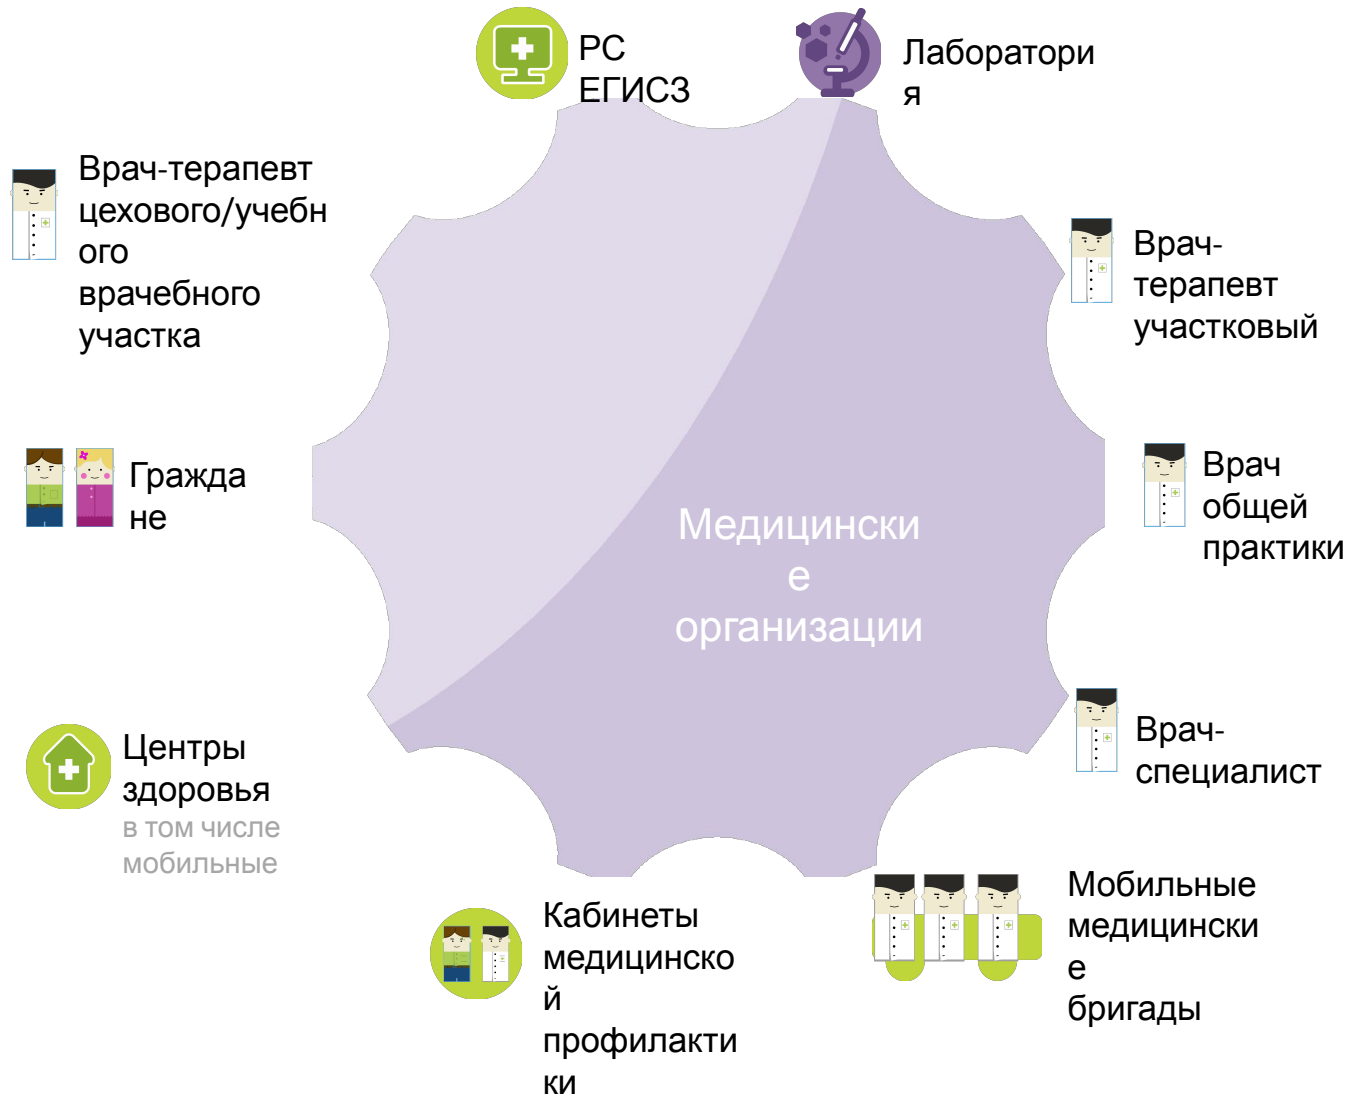 РС
ЕГИСЗ
Лаборатори
я
Врач-терапевт
цехового/учебн
ого
врачебного
участка
Врач-
терапевт
участковый
Гражда
не
Врач
общей
практики
Медицински
е
организации
Центры
здоровья
в том числе
мобильные
Врач-
специалист
Кабинеты
медицинско
й
профилакти
ки
Мобильные
медицински
е
бригады